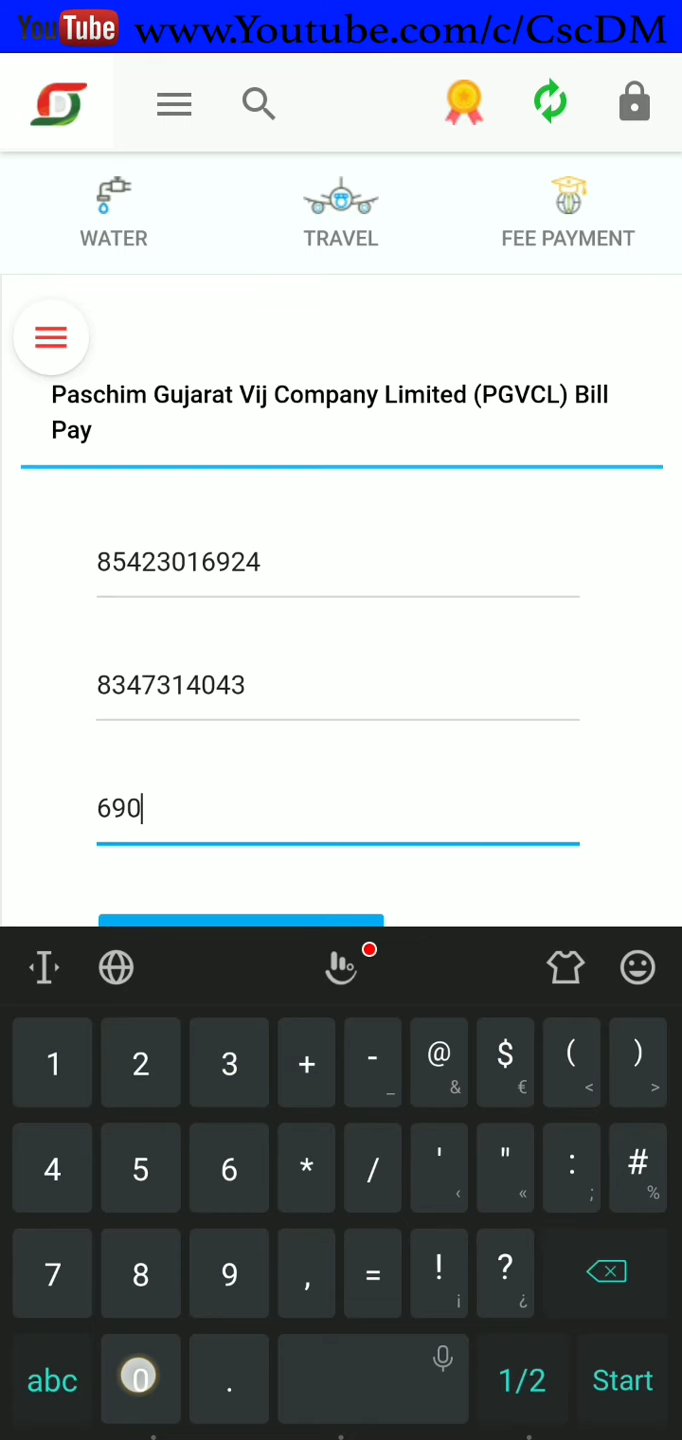 YouTube www.Youtube.com/c/CscDM
D
WATER TRAVEL FEE PAYMENT
Paschim Gujarat Vij Company Limited (PGVCL) Bill
Pay
85423016924
8347314043
690
1 2 3 + - _ @ & $ € ( < ) >
4 5 6 * / ' ‹ " « : ; # %
7 8 9 , = ! ¡ ? ¿
abc 0 . 1/2 Start